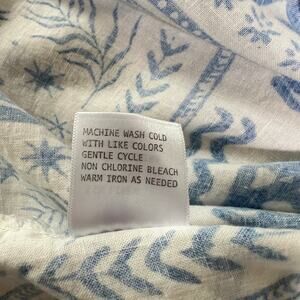 MACHINE WASH COLD
WITH LIKE COLORS
GENTLE CYCLE
NON CHLORINE BLEACH
WARM IRON AS NEEDED